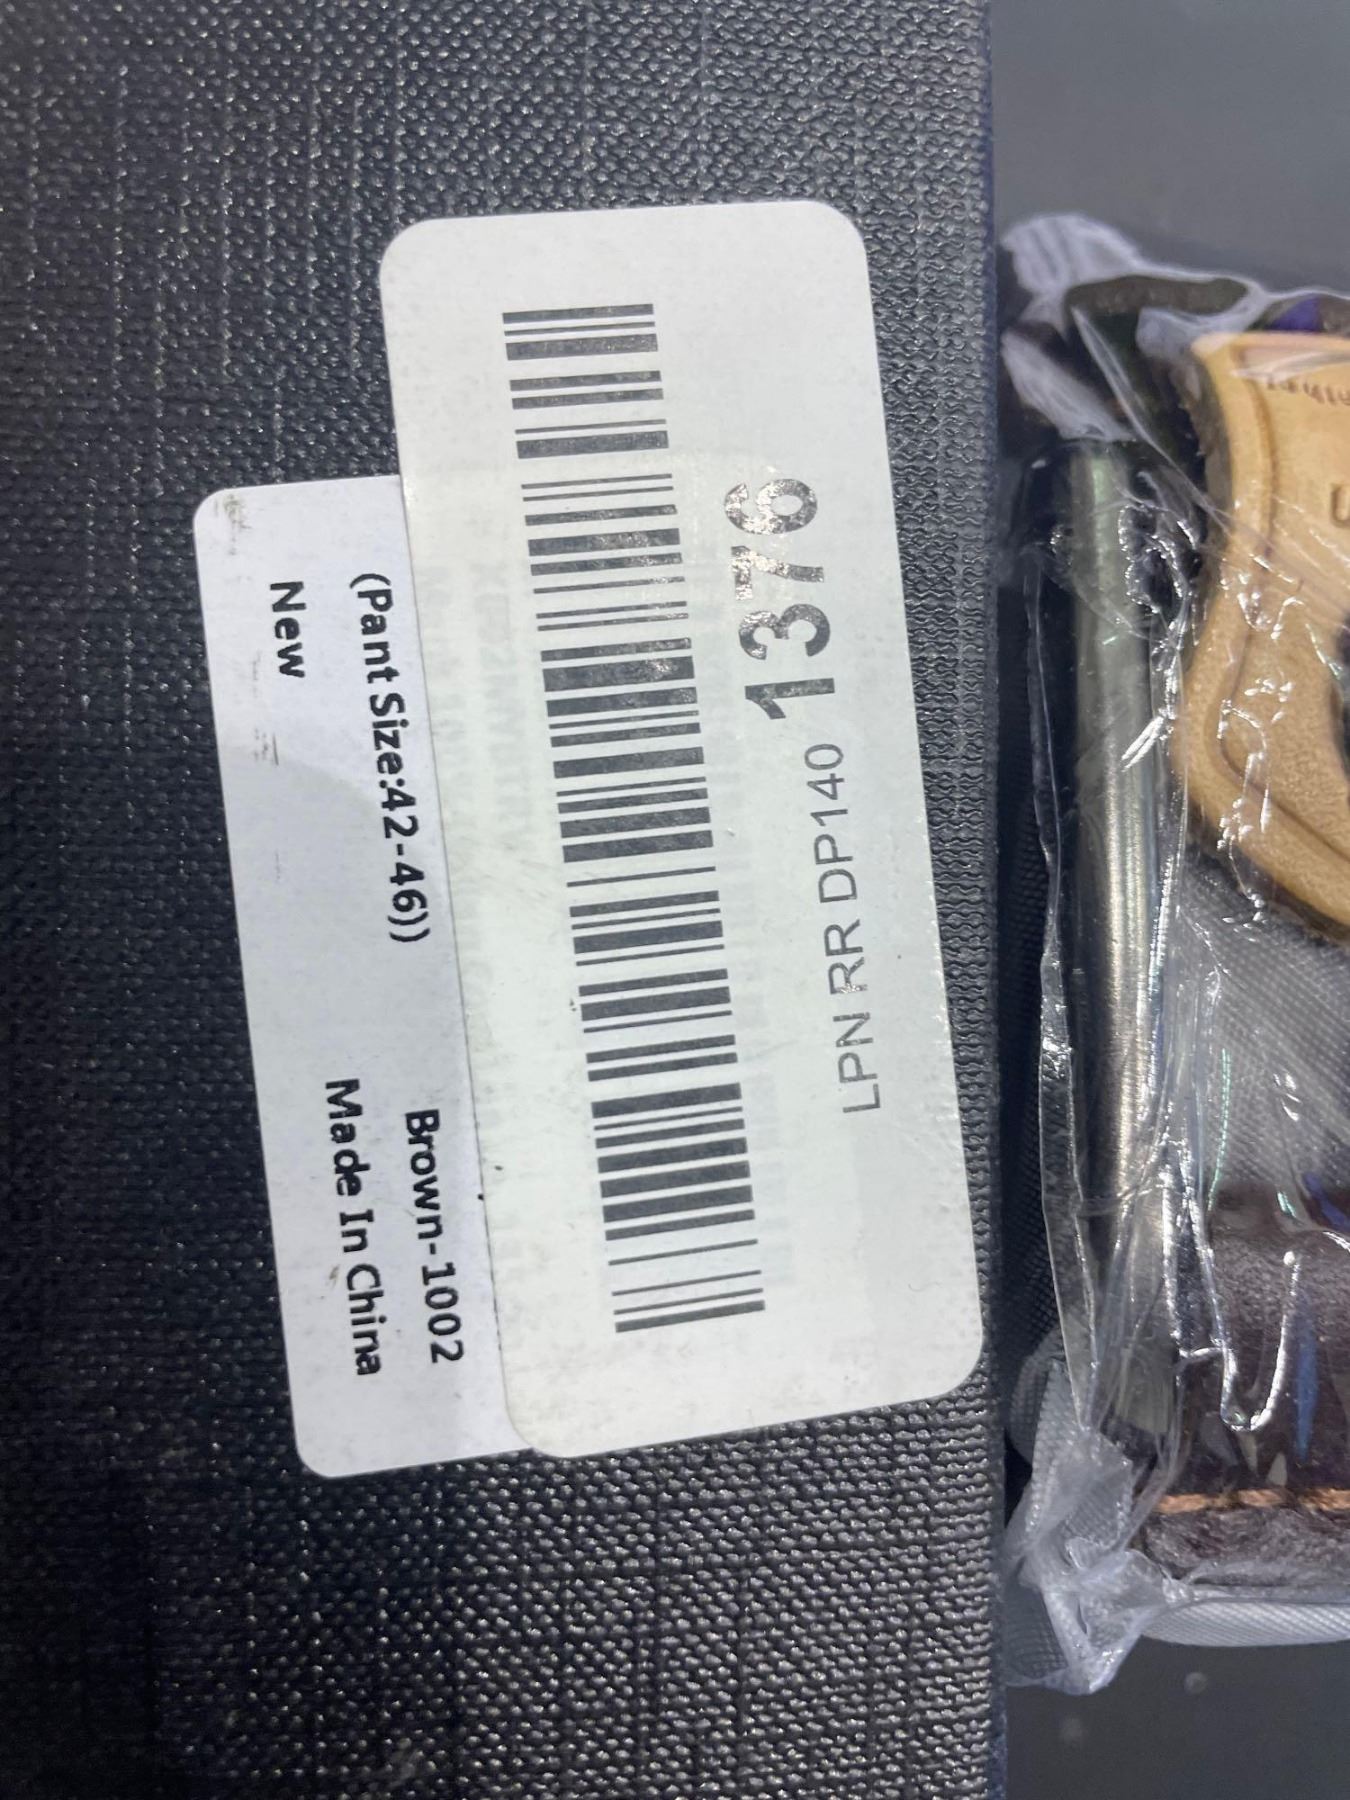 LPN RR DP140 1376
Brown-1002
(Pant Size:42-46))
Made In China
New